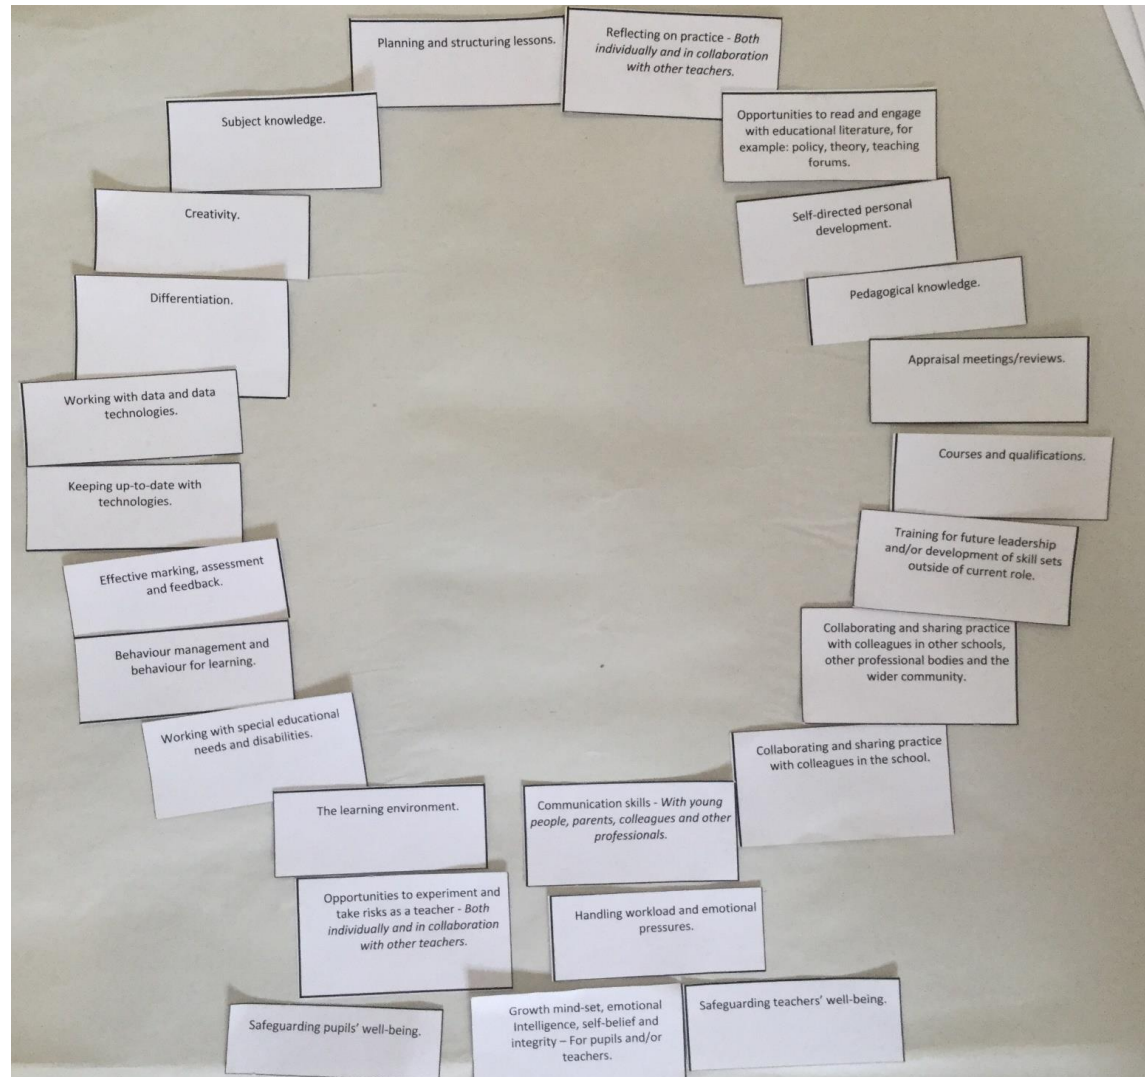 Planning and structuring lessons.
Reflecting on practice - Both
individually and in collaboration
with other teachers.
Subject knowledge.
Opportunities to read and engage
with educational literature, for
example: policy, theory, teaching
forums.
Creativity.
Self-directed personal
development.
Differentiation.
Pedagogical knowledge.
Appraisal meetings/reviews.
Working with data and data
technologies.
Courses and qualifications.
Keeping up-to-date with
technologies.
Training for future leadership
and/or development of skill sets
outside of current role.
Effective marking, assessment
and feedback.
Collaborating and sharing practice
with colleagues in other schools,
other professional bodies and the
wider community.
Behaviour management and
behaviour for learning.
Working with special educational
needs and disabilities.
Collaborating and sharing practice
with colleagues in the school.
The learning environment.
Communication skills - With young
people, parents, colleagues and other
professionals.
Opportunities to experiment and
take risks as a teacher - Both
individually and in collaboration
with other teachers.
Handling workload and emotional
pressures.
Safeguarding pupils' well-being.
Growth mind-set, emotional
Intelligence, self-belief and
integrity – For pupils and/or
teachers.
Safeguarding teachers' well-being.